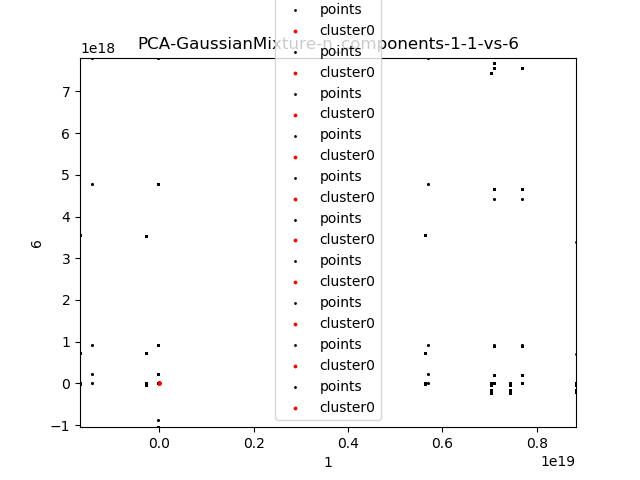 points
cluster0
PCA-GaussianMixture-n_components-1-1-vs-6
1e18
points
cluster0
points
cluster0
points
cluster0
points
cluster0
points
cluster0
points
cluster0
points
cluster0
points
cluster0
points
cluster0
7
6
5
4
3
2
1
0
−1
6
0.0
0.2
0.4
0.6
0.8
1
1e19